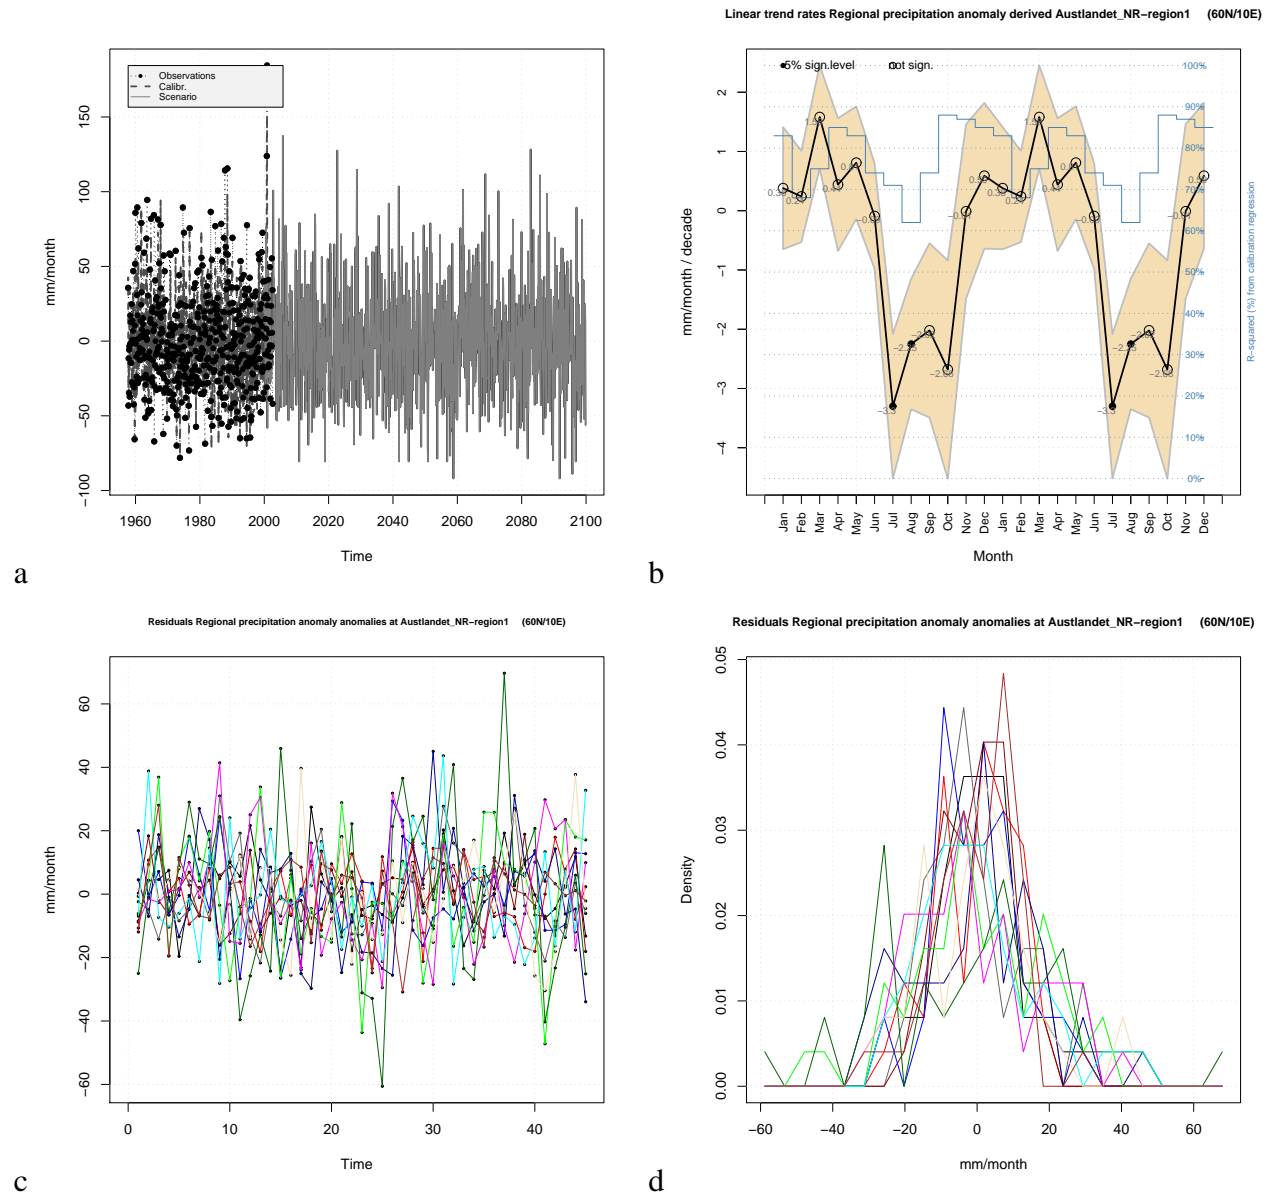 Observations
Calibr.
Scenario
150
100
50
0
−50
−100
mm/month
1960 1980 2000 2020 2040 2060 2080 2100
Time
a
Linear trend rates Regional precipitation anomaly derived Austlandet_NR−region1 (60N/10E)
5% sign.level not sign.
2
1
0
−1
−2
−3
−4
mm/month / decade
100%
90%
80%
70%
60%
50%
40%
30%
20%
10%
0%
R−squared (%) from calibration regression
Jan Feb Mar Apr May Jun Jul Aug Sep Oct Nov Dec Jan Feb Mar Apr May Jun Jul Aug Sep Oct Nov Dec
Month
b
Residuals Regional precipitation anomaly anomalies at Austlandet_NR−region1 (60N/10E)
60
40
20
0
−20
−40
−60
mm/month
0 10 20 30 40
Time
c
Residuals Regional precipitation anomaly anomalies at Austlandet_NR−region1 (60N/10E)
0.05
0.04
0.03
0.02
0.01
0.00
Density
−60 −40 −20 0 20 40 60
mm/month
d